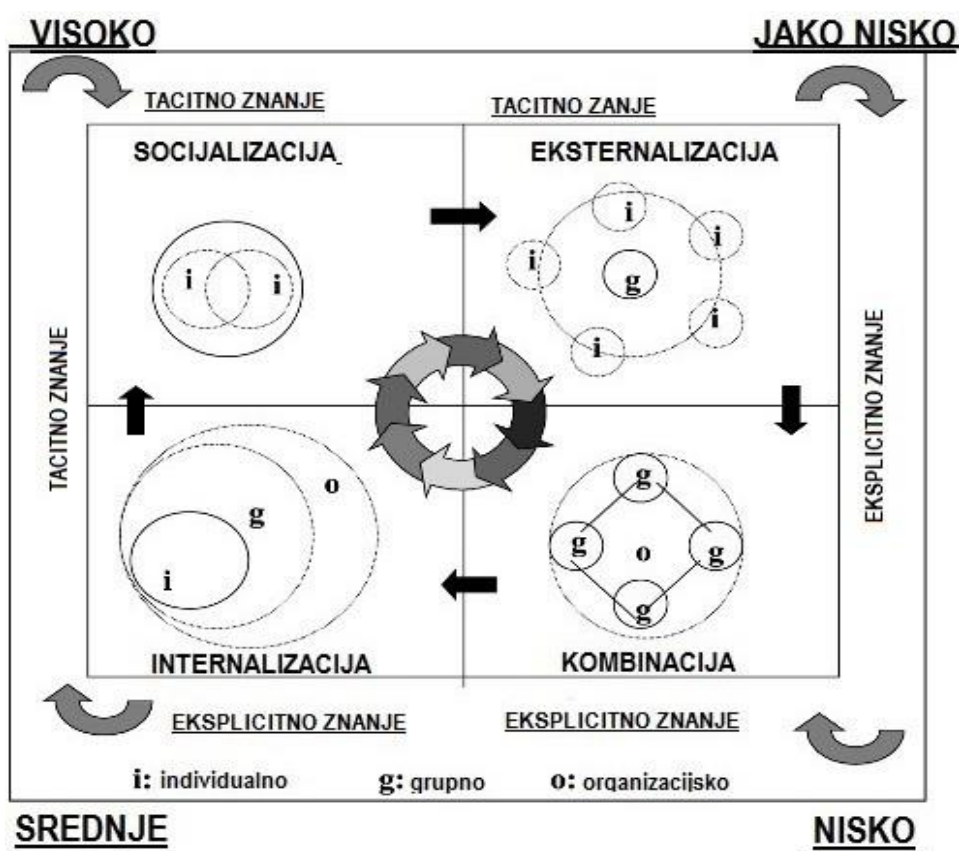 VISOKO
JAKO NISKO
TACITNO ZNANJE
TACITNO ZANJE
SOCIJALIZACIJA
EKSTERNALIZACIJA
i
i
i
i
i
g
i
i
TACITNO ZNANJE
EKSPLICITNO ZNANJE
o
g
i
g
g
o
g
g
INTERNALIZACIJA
KOMBINACIJA
EKSPLICITNO ZNANJE
EKSPLICITNO ZNANJE
i: individualno
g: grupno
o: organizacijsko
SREDNJE
NISKO